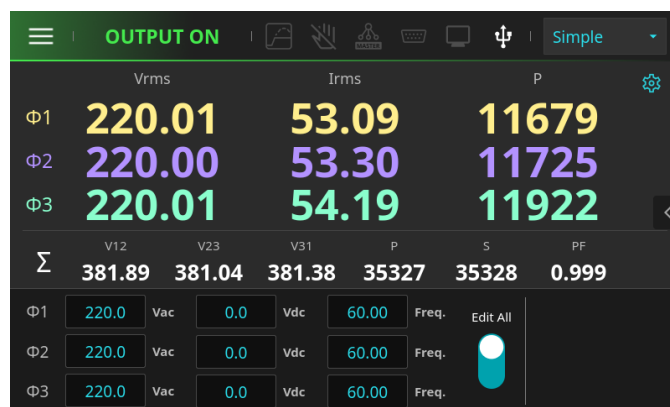 OUTPUT ON MASTER Simple
Vrms Irms P
Φ1 220.01 53.09 11679
Φ2 220.00 53.30 11725
Φ3 220.01 54.19 11922
V12 V23 V31 P S PF
Σ 381.89 381.04 381.38 35327 35328 0.999
Φ1 220.0 Vac 0.0 Vdc 60.00 Freq. Edit All
Φ2 220.0 Vac 0.0 Vdc 60.00 Freq.
Φ3 220.0 Vac 0.0 Vdc 60.00 Freq.